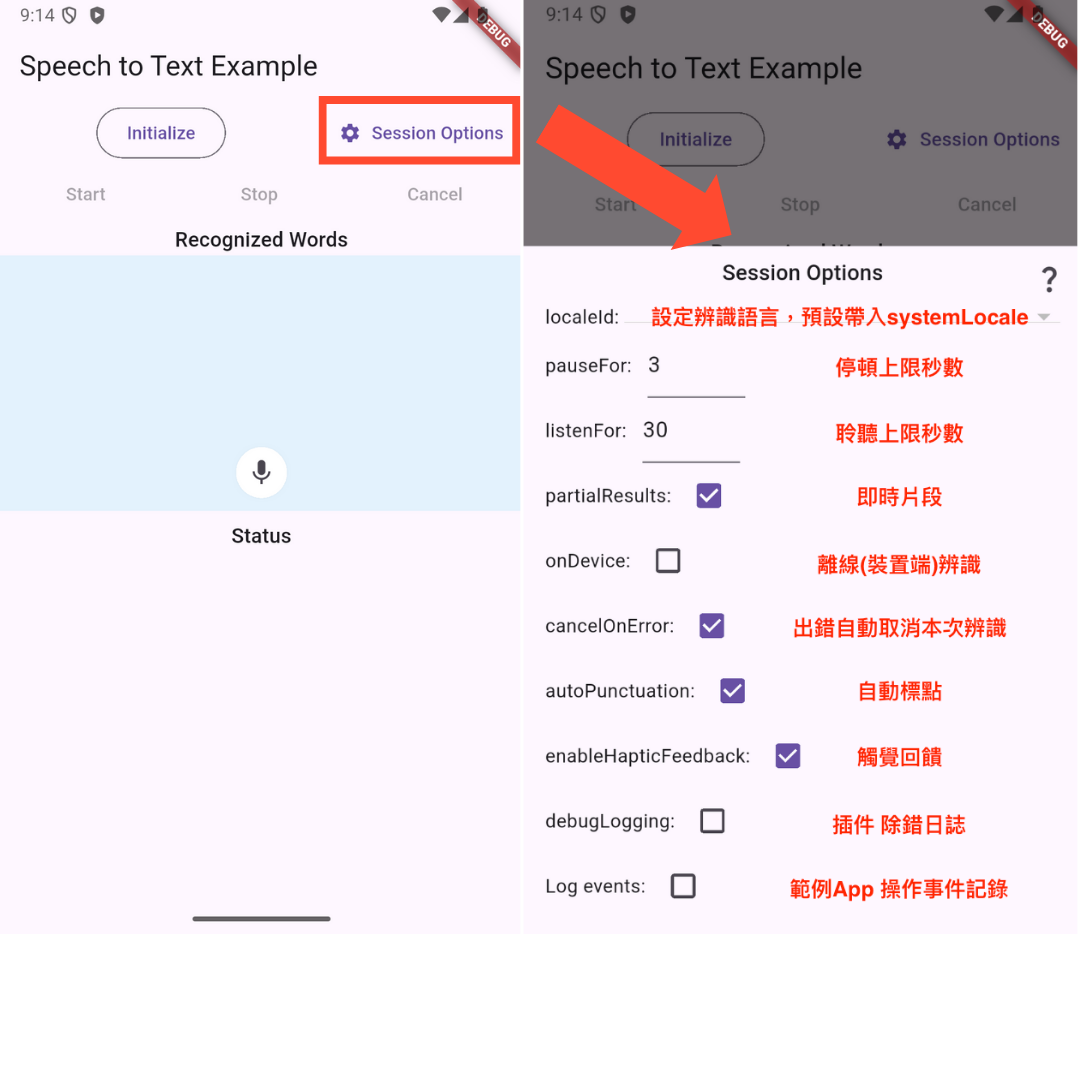 9:14
DEBUG
Speech to Text Example
Initialize
Session Options
Start
Stop
Cancel
Recognized Words
Status
9:14
DEBUG
Speech to Text Example
Initialize
Session Options
Start
Stop
Cancel
Session Options
?
localeId: 設定辨識語言，預設帶入systemLocale
pauseFor: 3 停頓上限秒數
listenFor: 30 聆聽上限秒數
partialResults: 即時片段
onDevice: 離線(裝置端)辨識
cancelOnError: 出錯自動取消本次辨識
autoPunctuation: 自動標點
enableHapticFeedback: 觸覺回饋
debugLogging: 插件 除錯日誌
Log events: 範例App 操作事件記錄